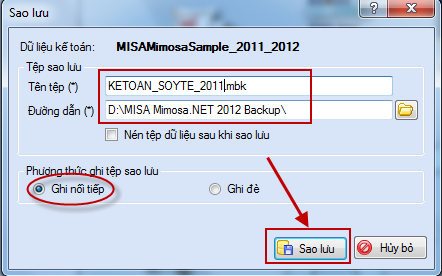 Sao lưu
Dữ liệu kế toán: MISAMimosaSample_2011_2012
Tệp sao lưu
Tên tệp (*) KETOAN_SOYTE_2011.mbk
Đường dẫn (*) D:\MISA Mimosa.NET 2012 Backup\
Nén tệp dữ liệu sau khi sao lưu
Phương thức ghi tệp sao lưu
Ghi nối tiếp Ghi đè
Sao lưu Hủy bỏ